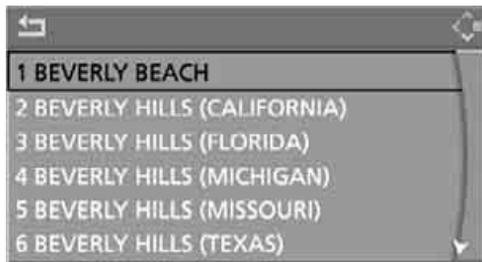 1 BEVERLY BEACH
2 BEVERLY HILLS (CALIFORNIA)
3 BEVERLY HILLS (FLORIDA)
4 BEVERLY HILLS (MICHIGAN)
5 BEVERLY HILLS (MISSOURI)
6 BEVERLY HILLS (TEXAS)